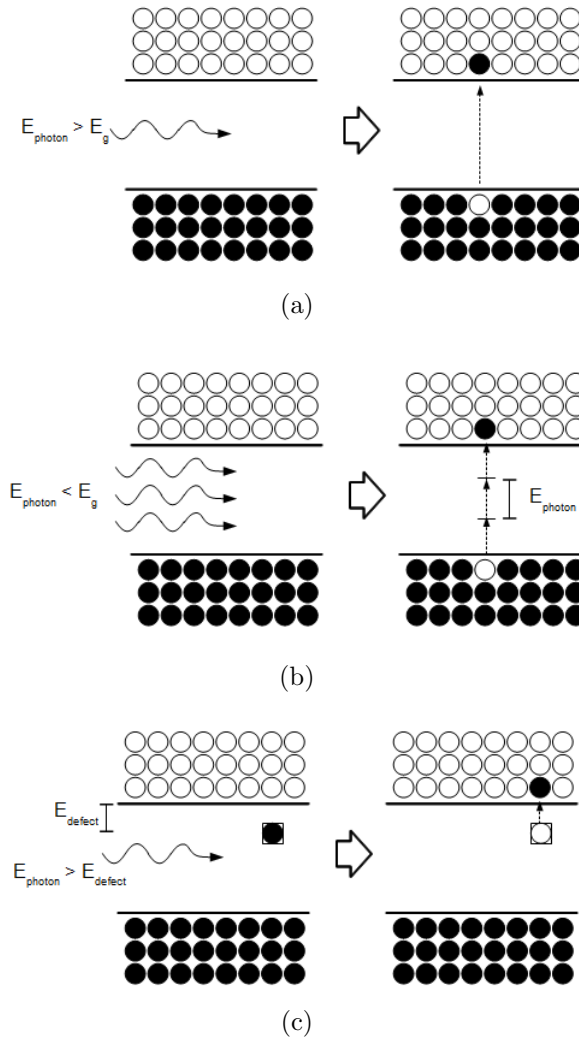 E_photon > E_g
(a)
E_photon < E_g
E_photon
(b)
E_defect
E_photon > E_defect
(c)